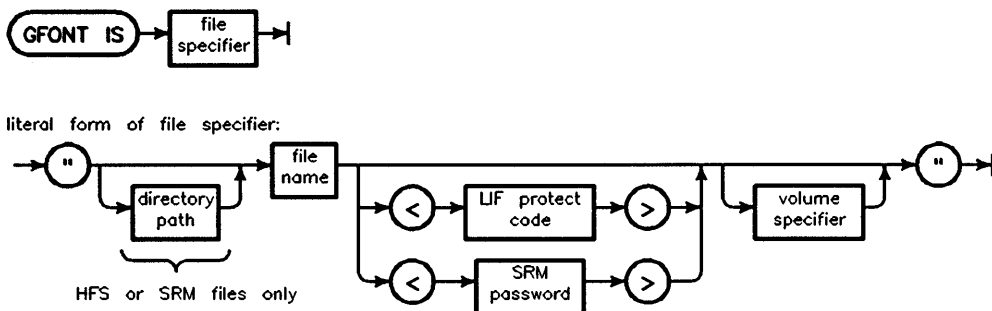 GFONT IS
file
specifier
literal form of file specifier:
"
directory
path
HFS or SRM files only
file
name
<
LIF protect
code
>
<
SRM
password
>
volume
specifier
"